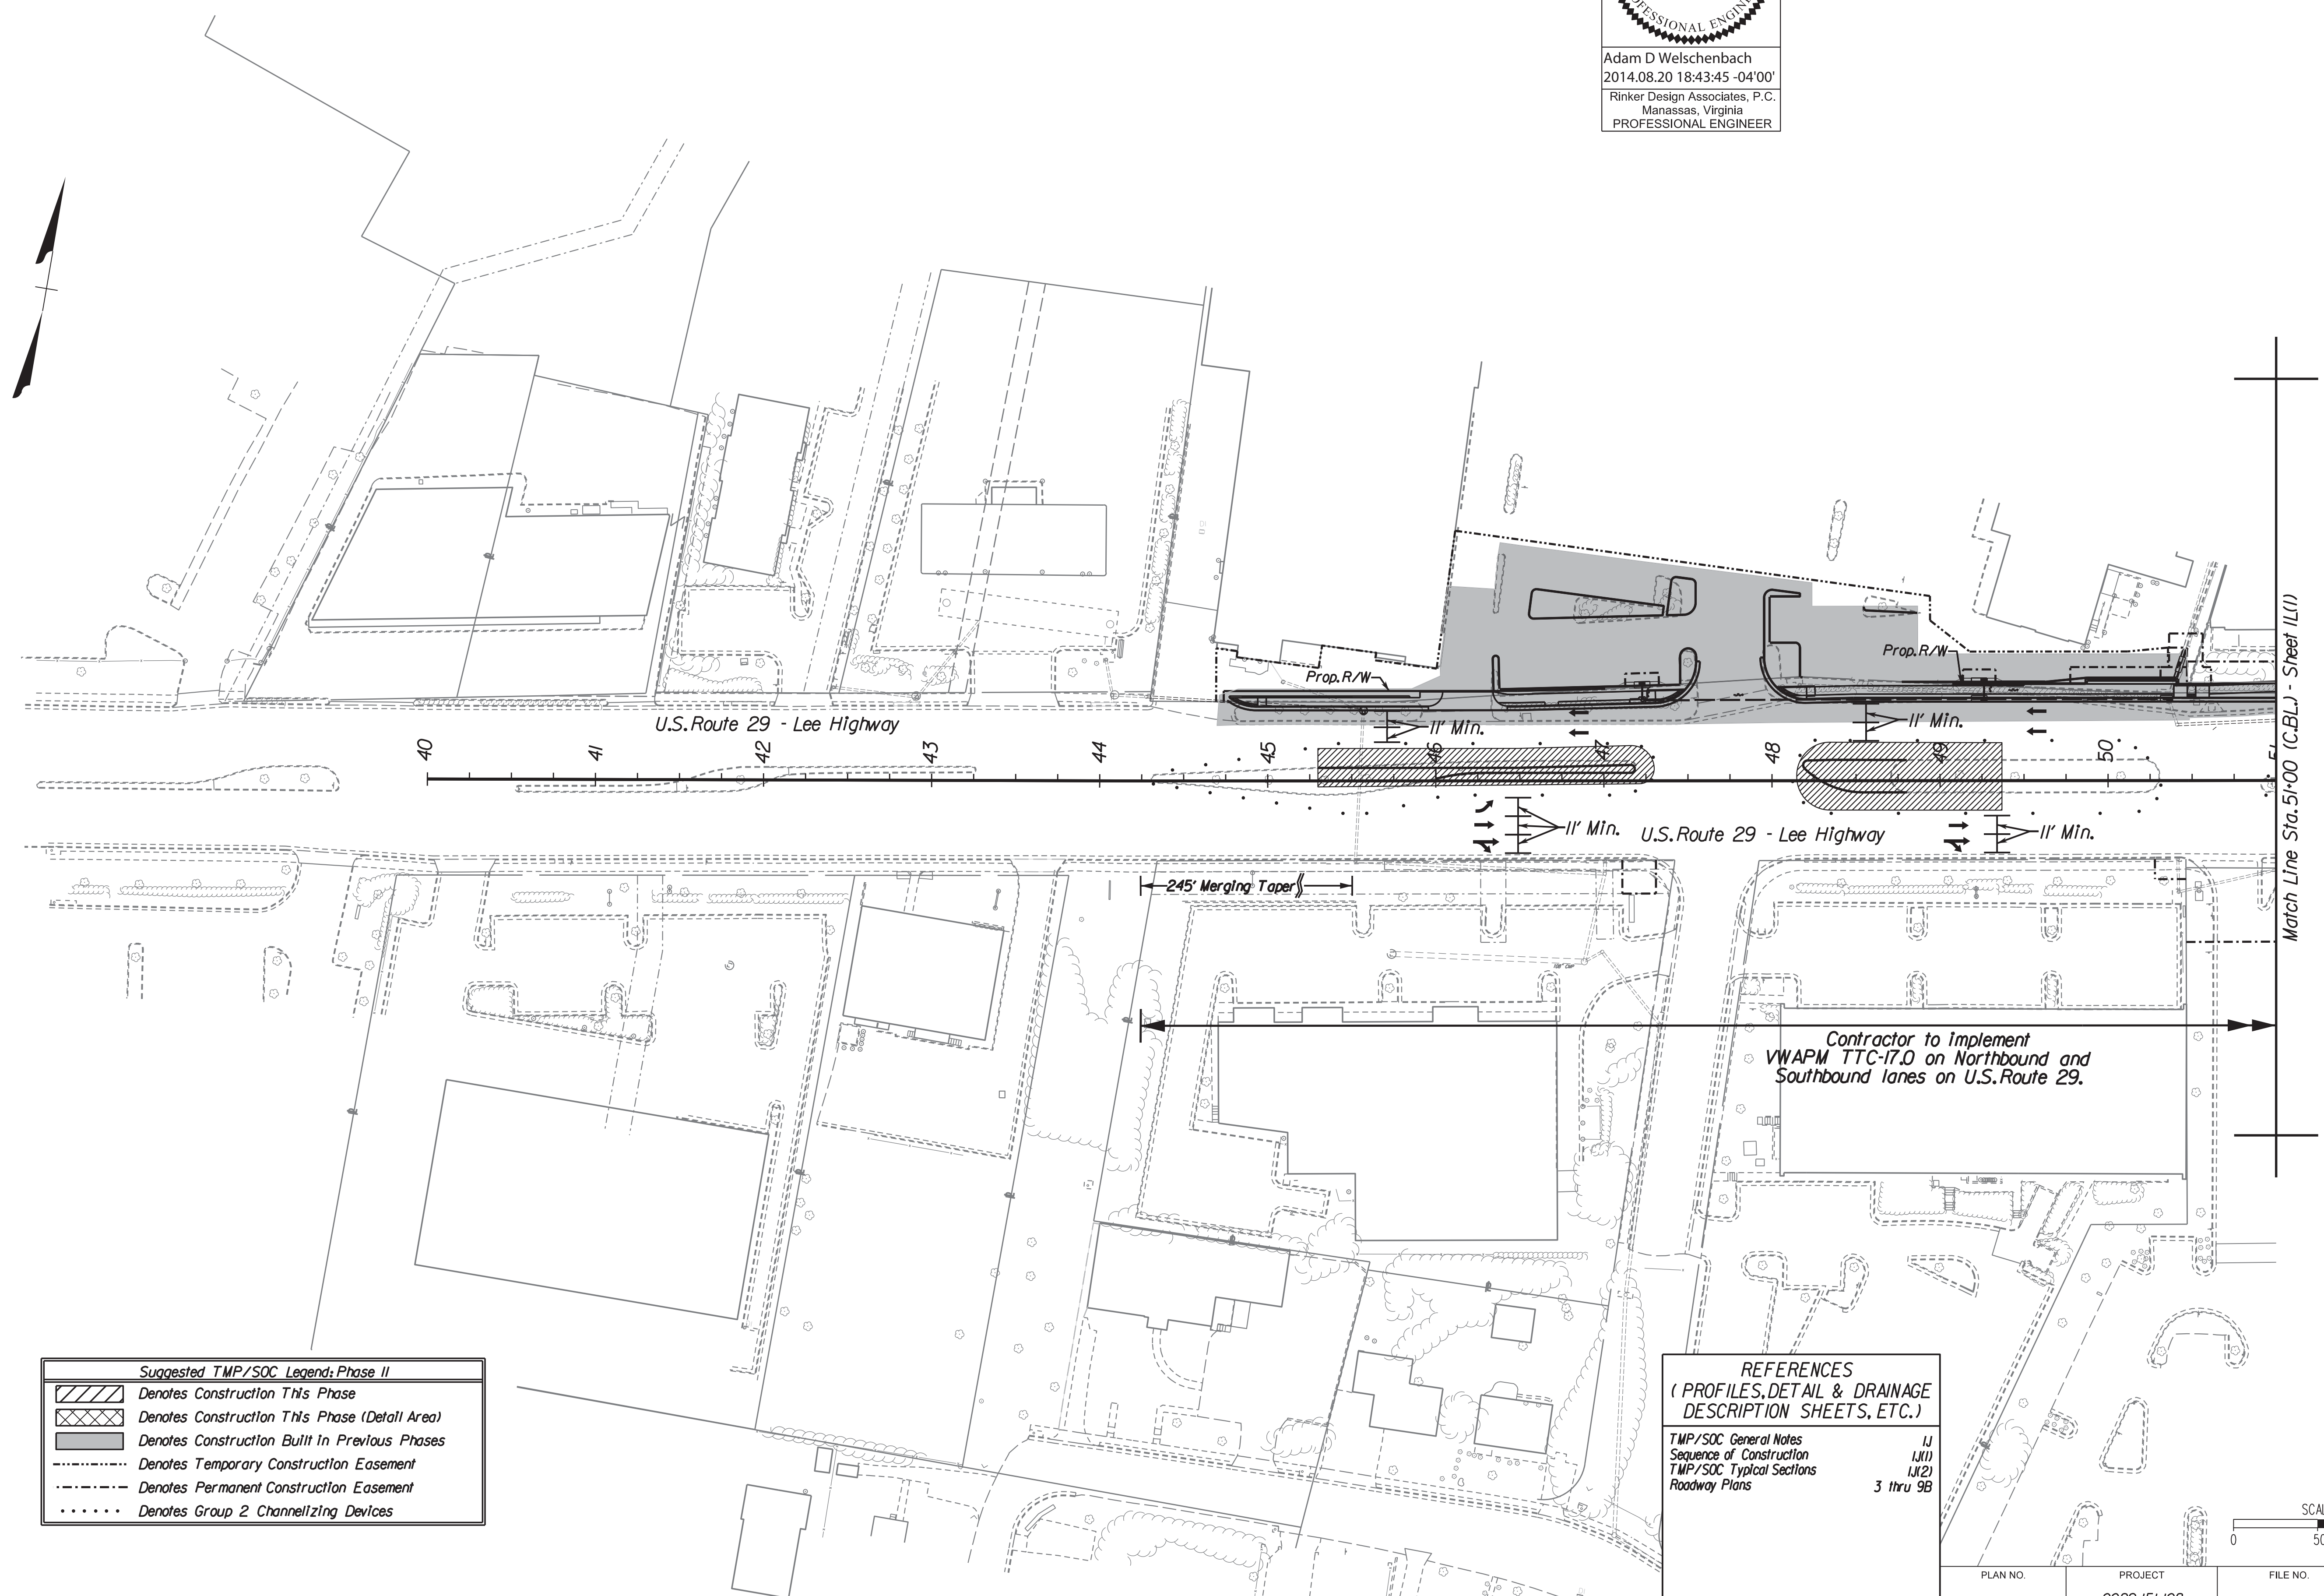 PROFESSIONAL ENGINE
Adam D Welschenbach
2014.08.20 18:43:45 -04'00'
Rinker Design Associates, P.C.
Manassas, Virginia
PROFESSIONAL ENGINEER
Prop. R/W
Prop. R/W
U.S. Route 29 - Lee Highway
11' Min.
11' Min.
40
41
42
43
44
45
46
47
48
49
50
11' Min.
U.S. Route 29 - Lee Highway
11' Min.
245' Merging Taper
Match Line Sta. 51+00 (C.BL.) - Sheet 1L(1)
Contractor to implement
VWAPM TTC-17.0 on Northbound and
Southbound lanes on U.S. Route 29.
Suggested TMP/SOC Legend: Phase II
Denotes Construction This Phase
Denotes Construction This Phase (Detail Area)
Denotes Construction Built in Previous Phases
Denotes Temporary Construction Easement
Denotes Permanent Construction Easement
Denotes Group 2 Channelizing Devices
REFERENCES
( PROFILES, DETAIL & DRAINAGE
DESCRIPTION SHEETS, ETC.)
TMP/SOC General Notes 1J
Sequence of Construction 1J(1)
TMP/SOC Typical Sections 1J(2)
Roadway Plans 3 thru 9B
0
PLAN NO. PROJECT FILE NO.